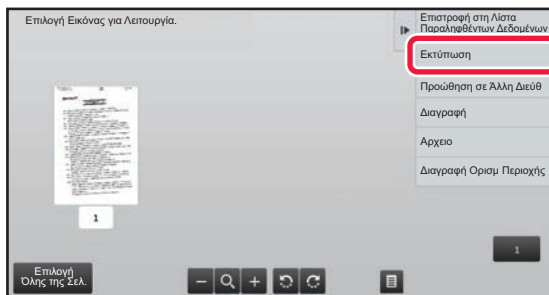 Επιλογή Εικόνας για Λειτουργία.
Επιστροφή στη Λίστα
Παραληφθέντων Δεδομένων
Εκτύπωση
Προώθηση σε Άλλη Διεύθ
Διαγραφή
Αρχειο
Διαγραφή Ορισμ Περιοχής
1
1
Επιλογή
Όλης της Σελ.